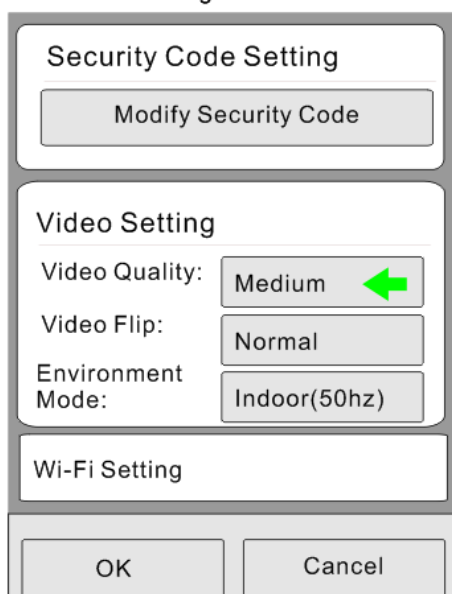 Security Code Setting
Modify Security Code
Video Setting
Video Quality:
Medium
Video Flip:
Normal
Environment
Mode:
Indoor(50hz)
Wi-Fi Setting
OK
Cancel